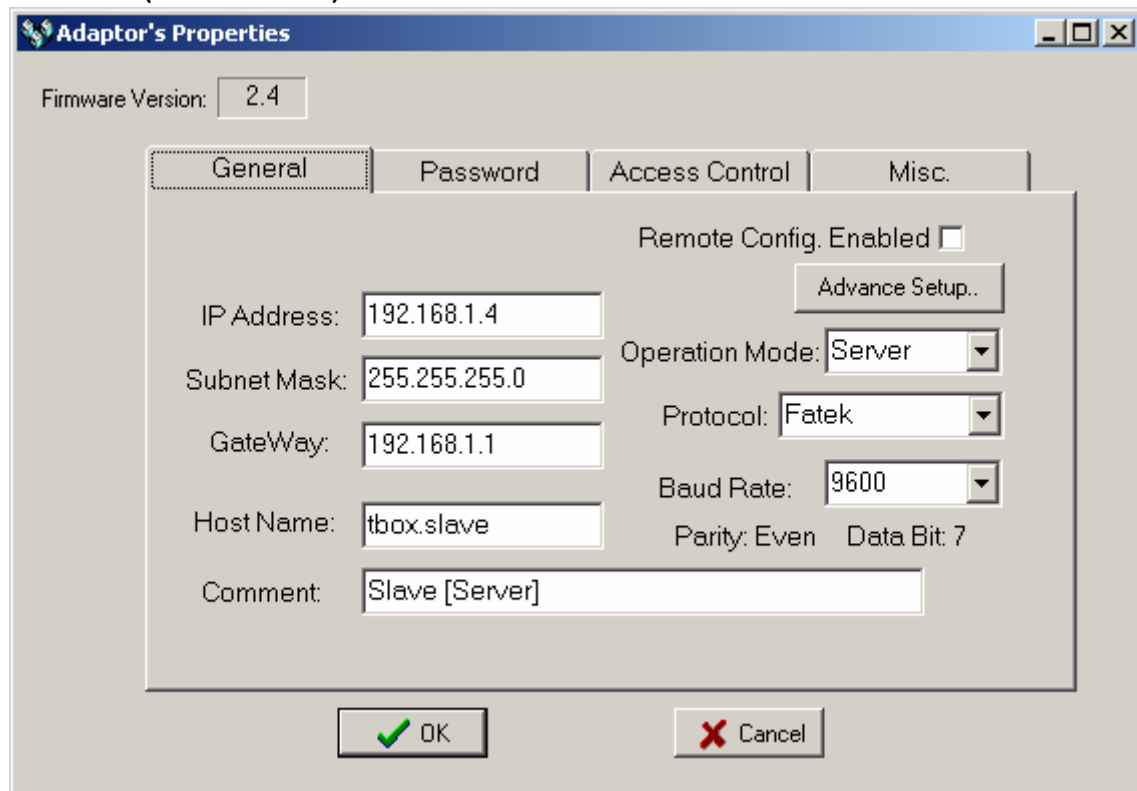 Adaptor's Properties
Firmware Version: 2.4
General Password Access Control Misc.
Remote Config. Enabled
Advance Setup..
IP Address: 192.168.1.4
Operation Mode: Server
Subnet Mask: 255.255.255.0
Protocol: Fatek
GateWay: 192.168.1.1
Baud Rate: 9600
Host Name: tbox.slave
Parity: Even Data Bit: 7
Comment: Slave [Server]
OK Cancel